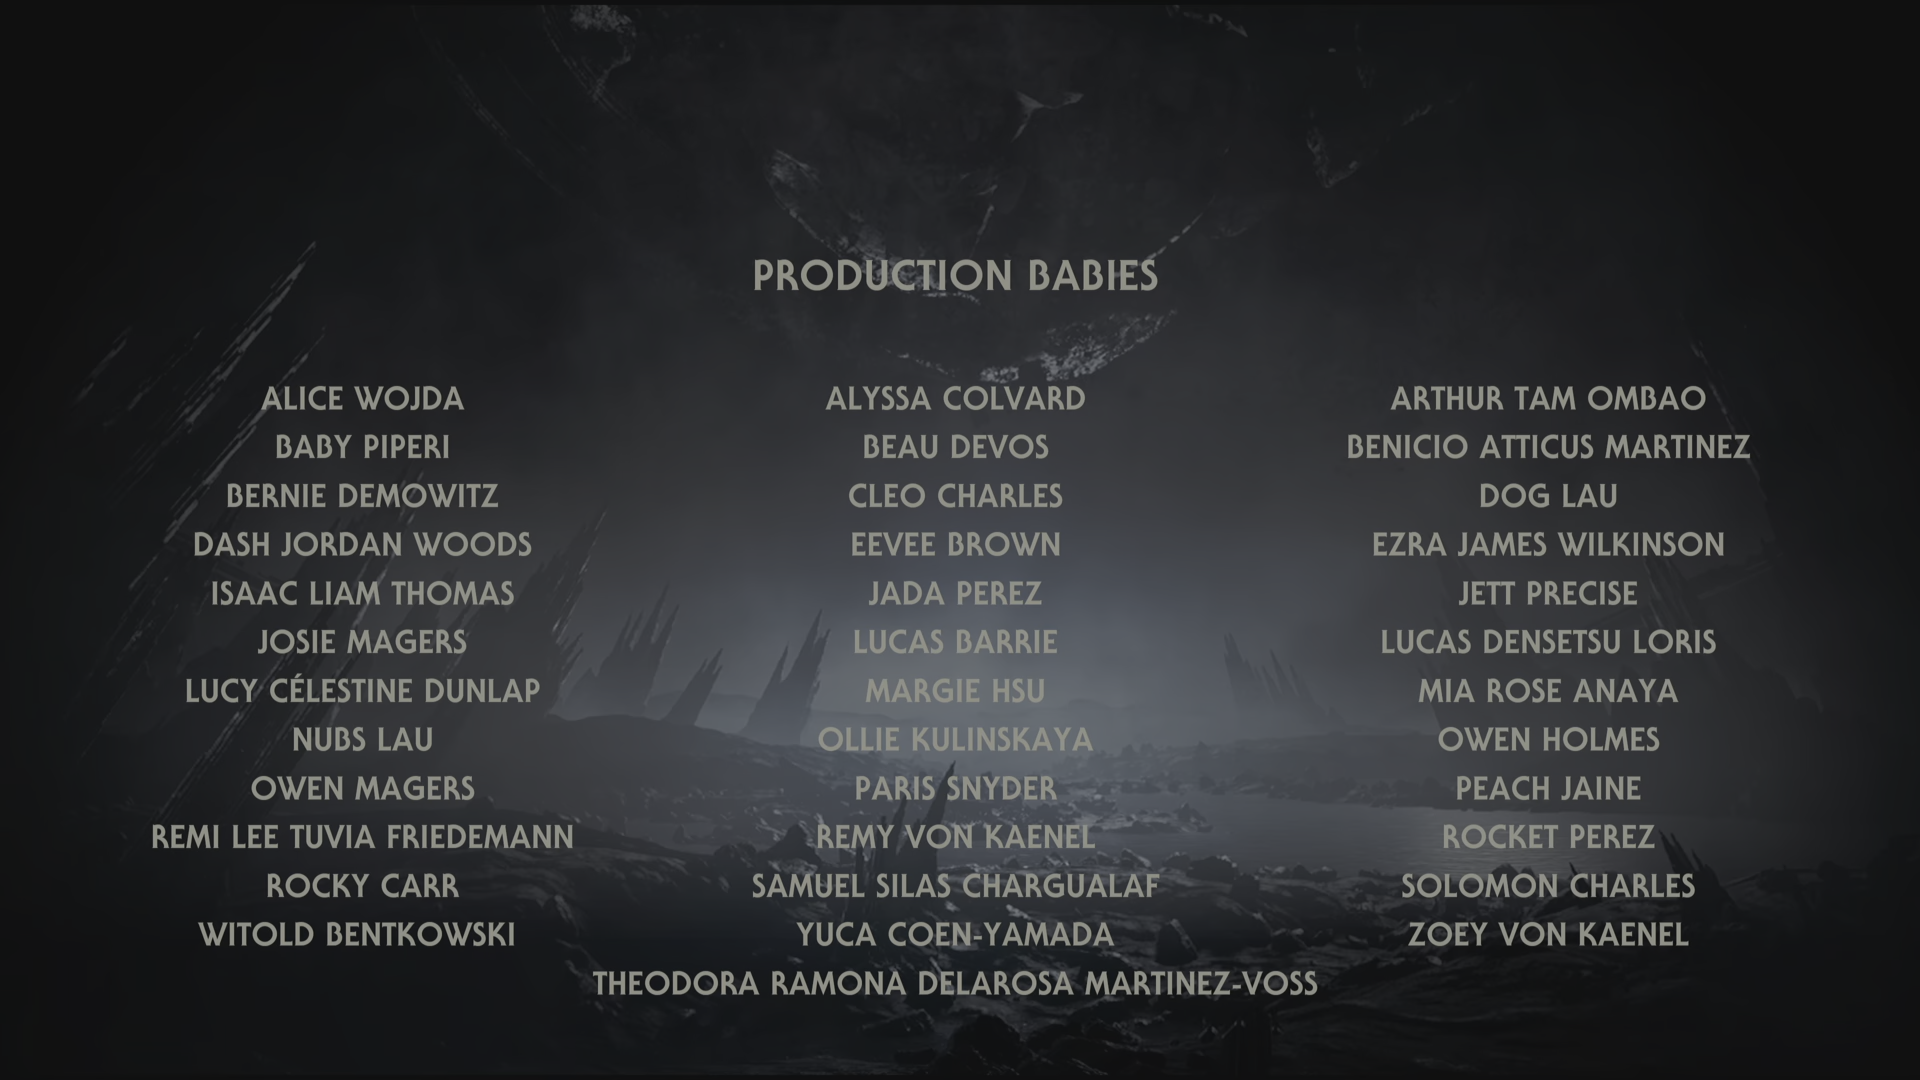 PRODUCTION BABIES
ALICE WOJDA ALYSSA COLVARD ARTHUR TAM OMBAO
BABY PIPERI BEAU DEVOS BENICIO ATTICUS MARTINEZ
BERNIE DEMOWITZ CLEO CHARLES DOG LAU
DASH JORDAN WOODS EEVEE BROWN EZRA JAMES WILKINSON
ISAAC LIAM THOMAS JADA PEREZ JETT PRECISE
JOSIE MAGERS LUCAS BARRIE LUCAS DENSETSU LORIS
LUCY CÉLESTINE DUNLAP MARGIE HSU MIA ROSE ANAYA
NUBS LAU OLLIE KULINSKAYA OWEN HOLMES
OWEN MAGERS PARIS SNYDER PEACH JAINE
REMI LEE TUVIA FRIEDEMANN REMY VON KAENEL ROCKET PEREZ
ROCKY CARR SAMUEL SILAS CHARGUALAF SOLOMON CHARLES
WITOLD BENTKOWSKI YUCA COEN-YAMADA ZOEY VON KAENEL
THEODORA RAMONA DELAROSA MARTINEZ-VOSS